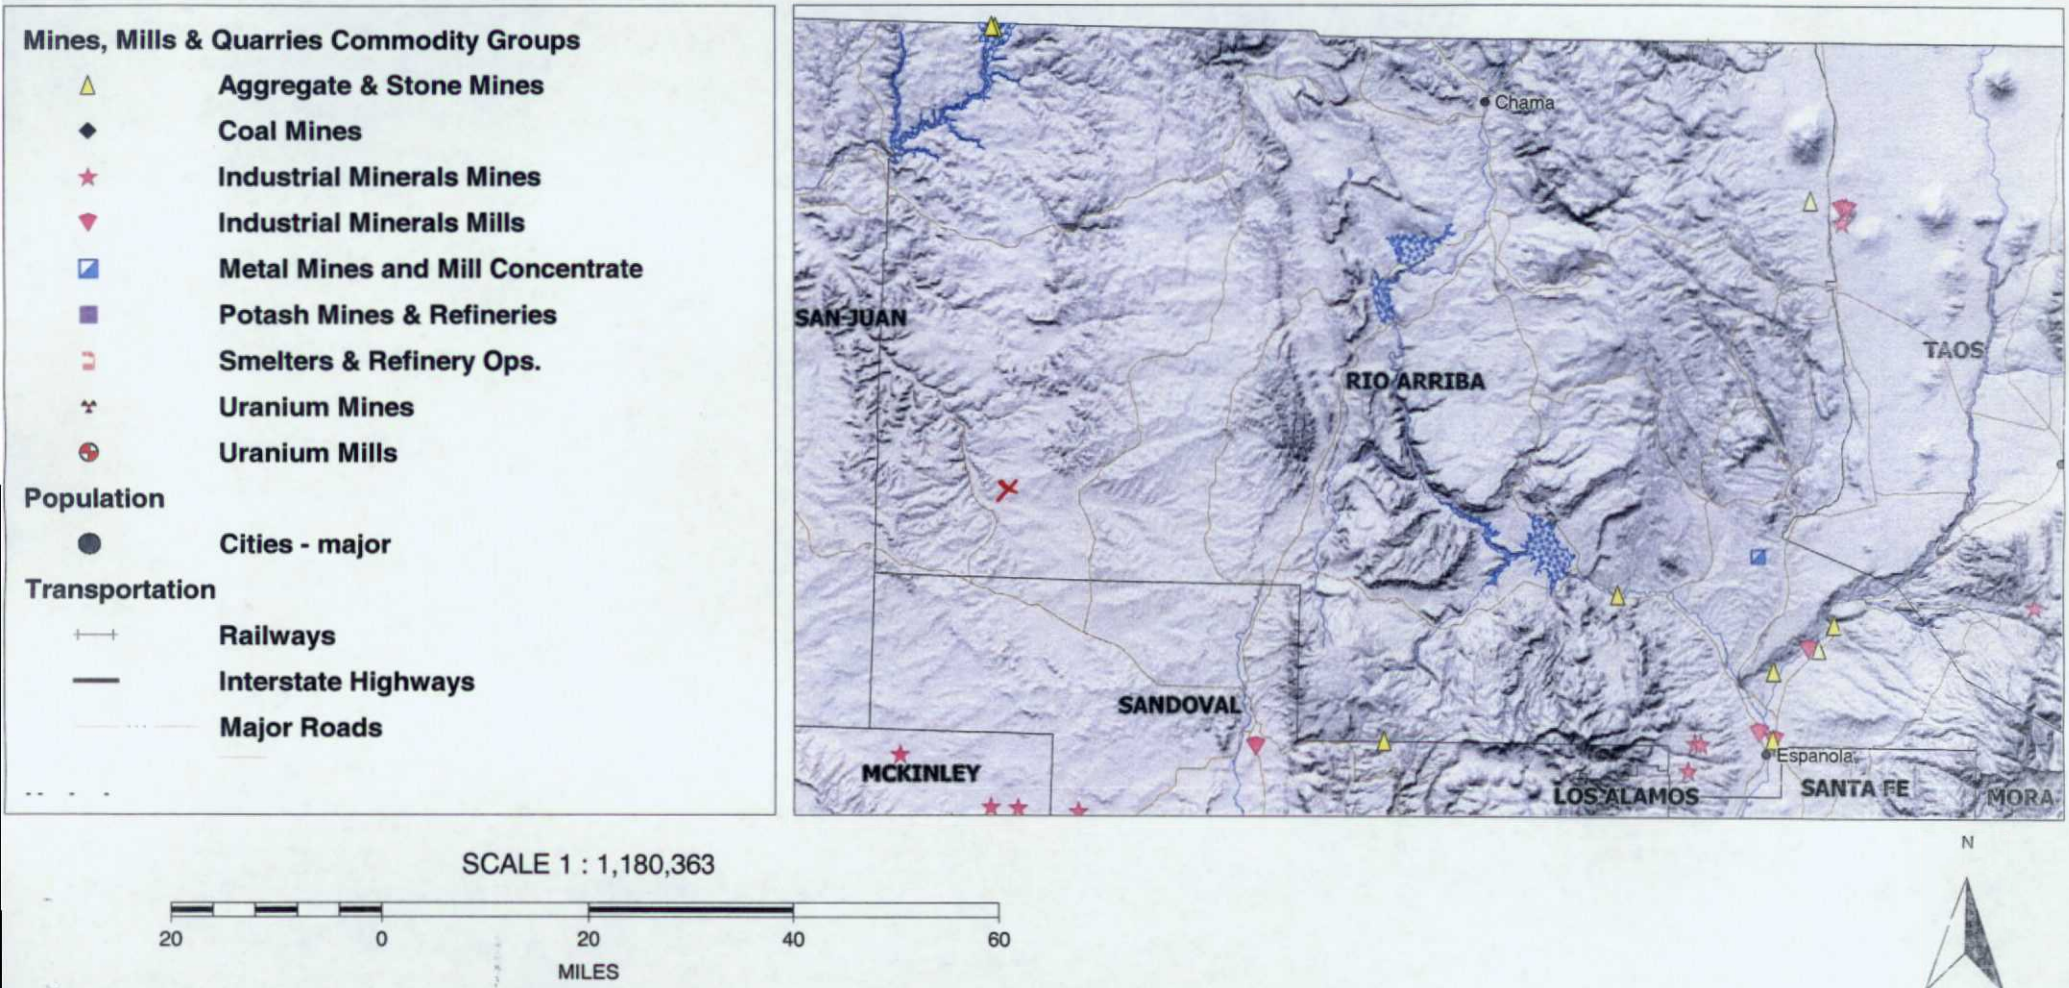 Mines, Mills & Quarries Commodity Groups
Aggregate & Stone Mines
Coal Mines
Industrial Minerals Mines
Industrial Minerals Mills
Metal Mines and Mill Concentrate
Potash Mines & Refineries
Smelters & Refinery Ops.
Uranium Mines
Uranium Mills
Population
Cities - major
Transportation
Railways
Interstate Highways
Major Roads
Chama
SAN JUAN
TAOS
RIO ARRIBA
SANDOVAL
Espanola
MCKINLEY
SANTA FE
LOS ALAMOS
MORA
SCALE 1 : 1,180,363
20 0 20 40 60
MILES
N